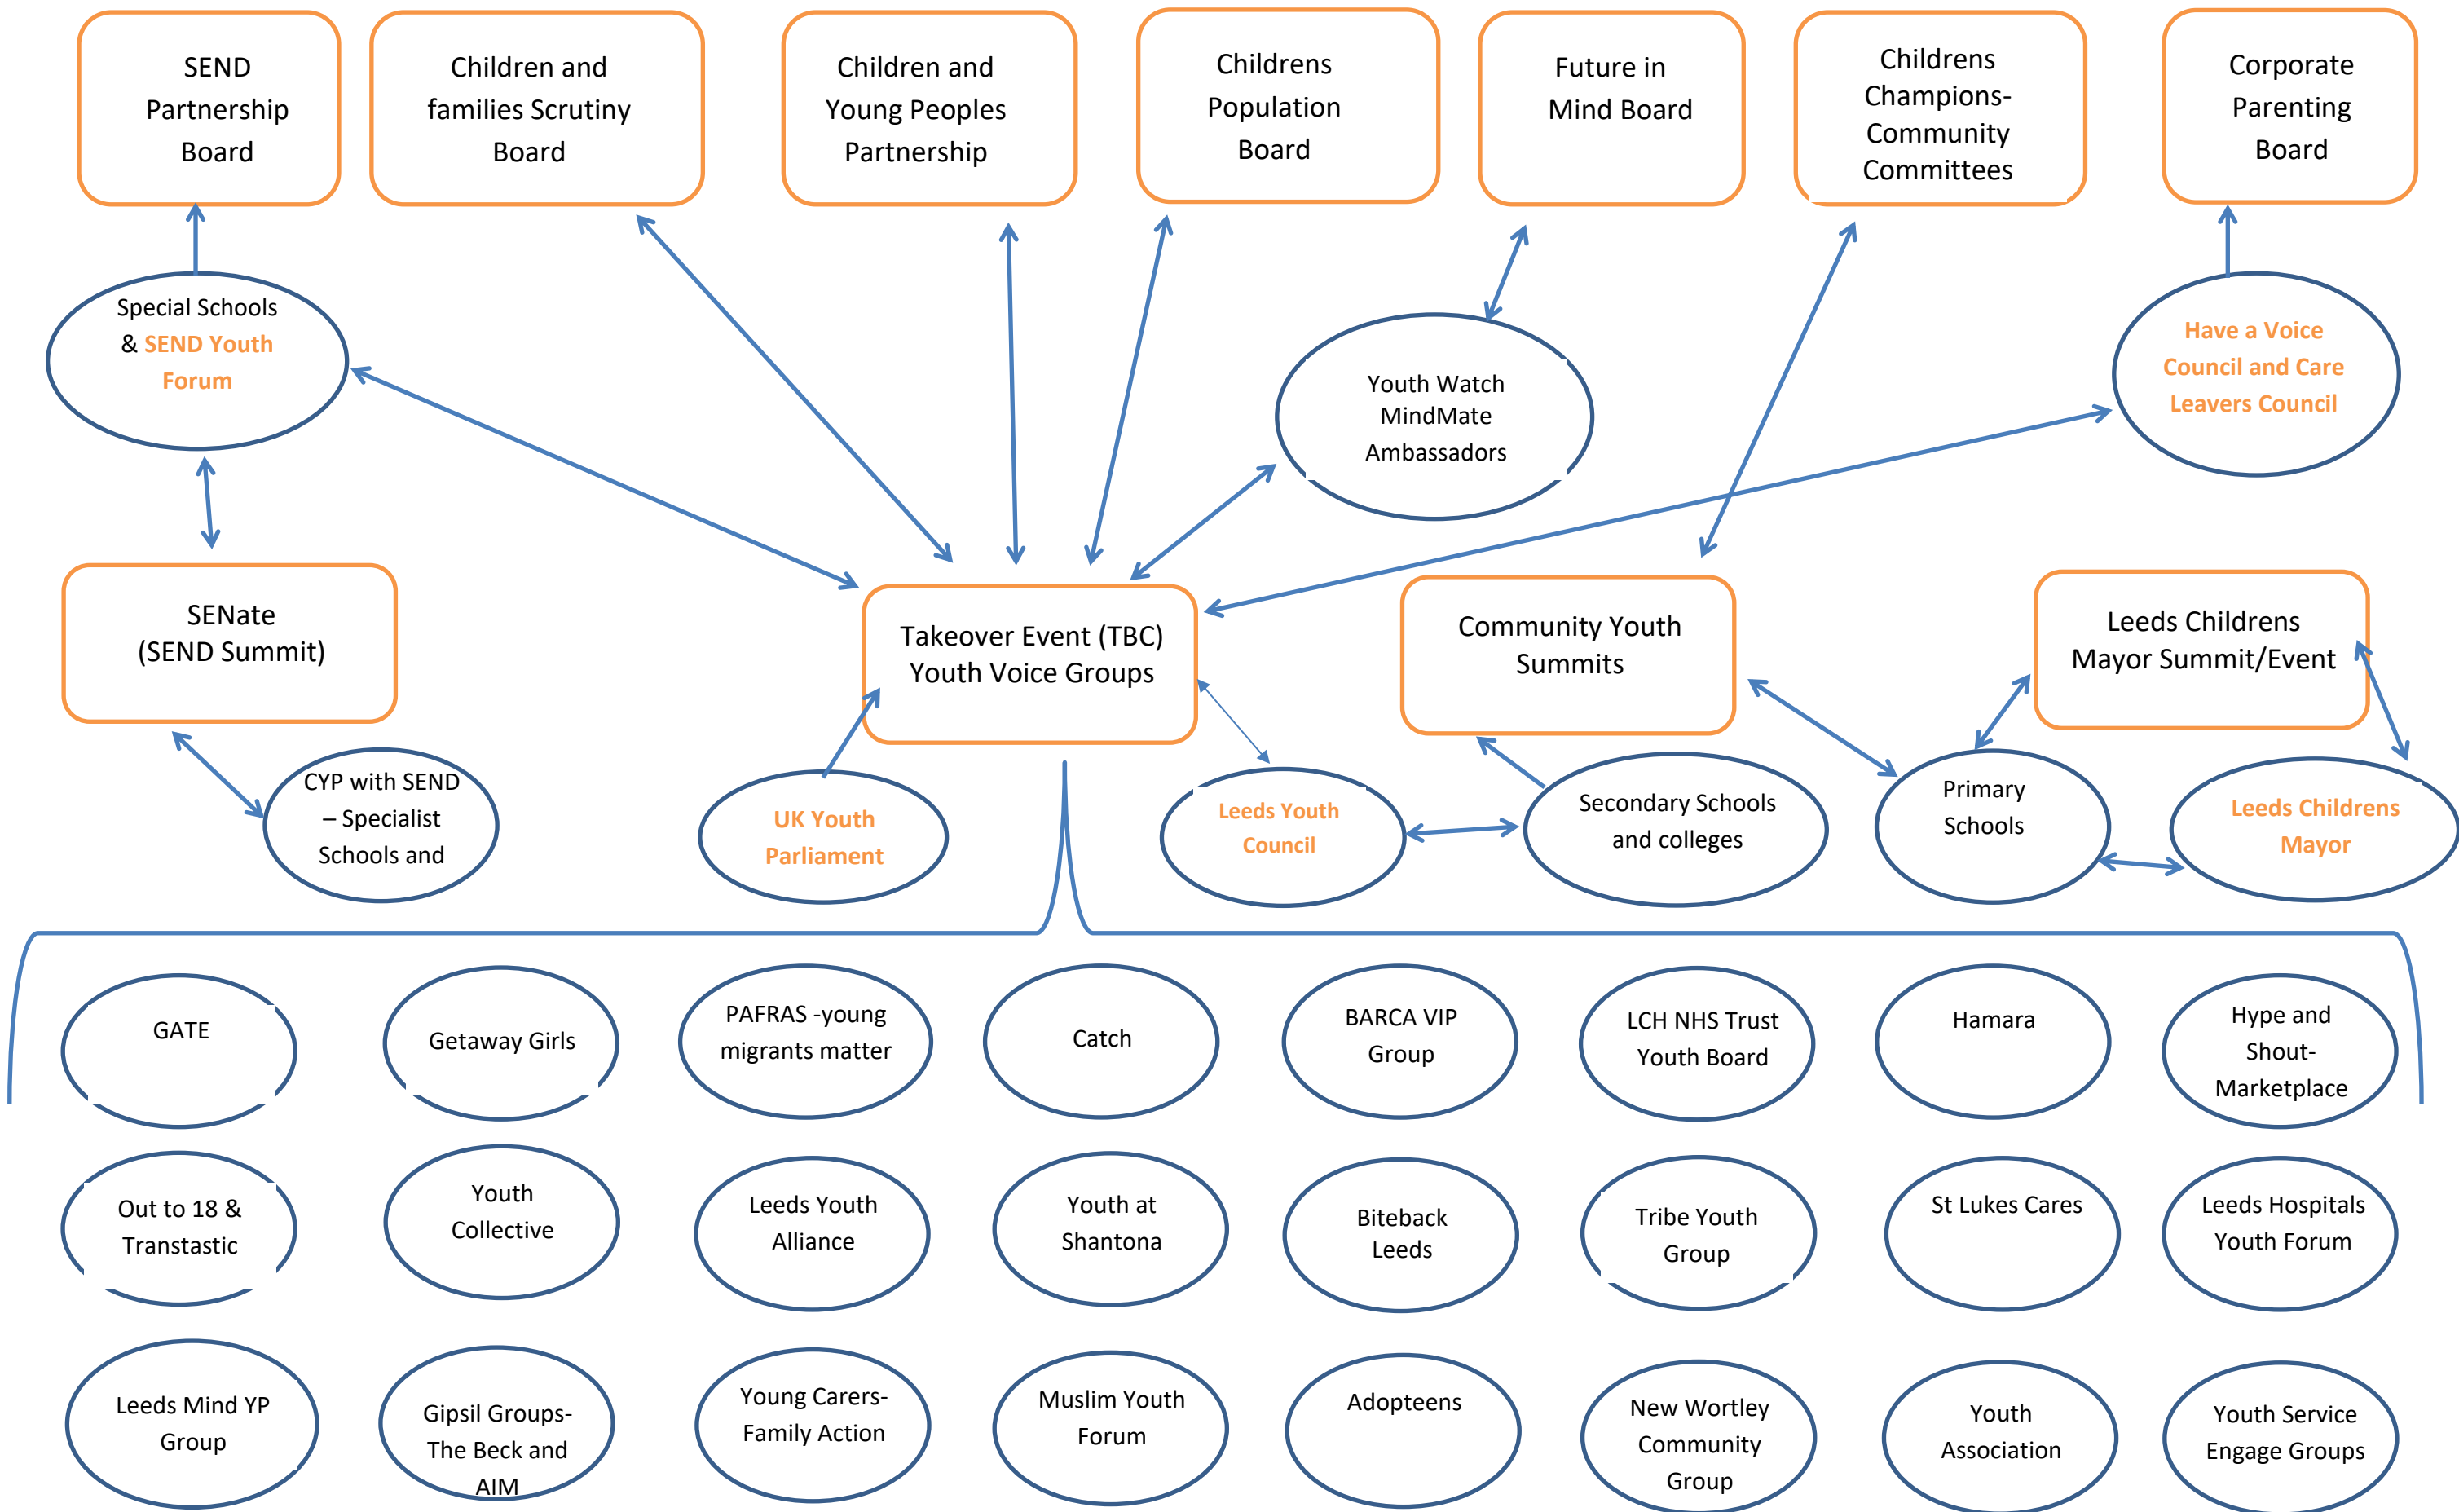 SEND
Partnership
Board
Children and
families Scrutiny
Board
Children and
Young Peoples
Partnership
Childrens
Population
Board
Future in
Mind Board
Childrens
Champions-
Community
Committees
Corporate
Parenting
Board
Special Schools
& SEND Youth
Forum
Youth Watch
MindMate
Ambassadors
Have a Voice
Council and Care
Leavers Council
SENate
(SEND Summit)
Takeover Event (TBC)
Youth Voice Groups
Community Youth
Summits
Leeds Childrens
Mayor Summit/Event
CYP with SEND
– Specialist
Schools and
UK Youth
Parliament
Leeds Youth
Council
Secondary Schools
and colleges
Primary
Schools
Leeds Childrens
Mayor
GATE
Getaway Girls
PAFRAS -young
migrants matter
Catch
BARCA VIP
Group
LCH NHS Trust
Youth Board
Hamara
Hype and
Shout-
Marketplace
Out to 18 &
Transtastic
Youth
Collective
Leeds Youth
Alliance
Youth at
Shantona
Biteback
Leeds
Tribe Youth
Group
St Lukes Cares
Leeds Hospitals
Youth Forum
Leeds Mind YP
Group
Gipsil Groups-
The Beck and
AIM
Young Carers-
Family Action
Muslim Youth
Forum
Adopteens
New Wortley
Community
Group
Youth
Association
Youth Service
Engage Groups